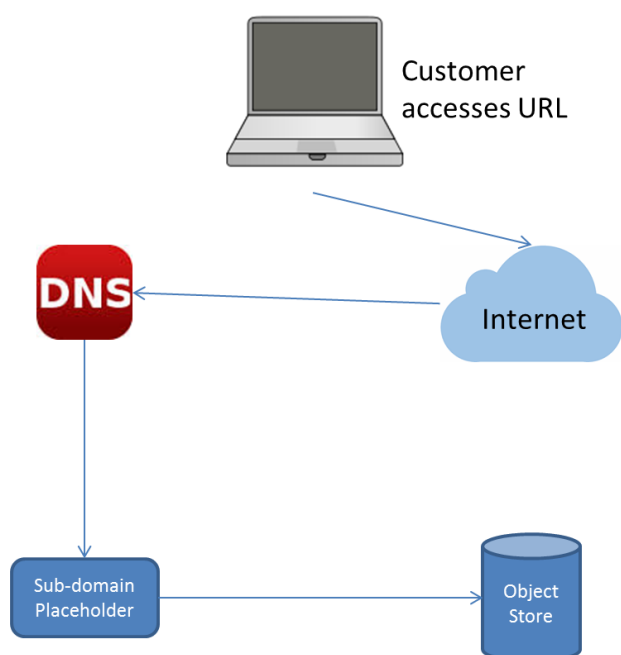 Customer
accesses URL
DNS
Internet
Sub-domain
Placeholder
Object
Store